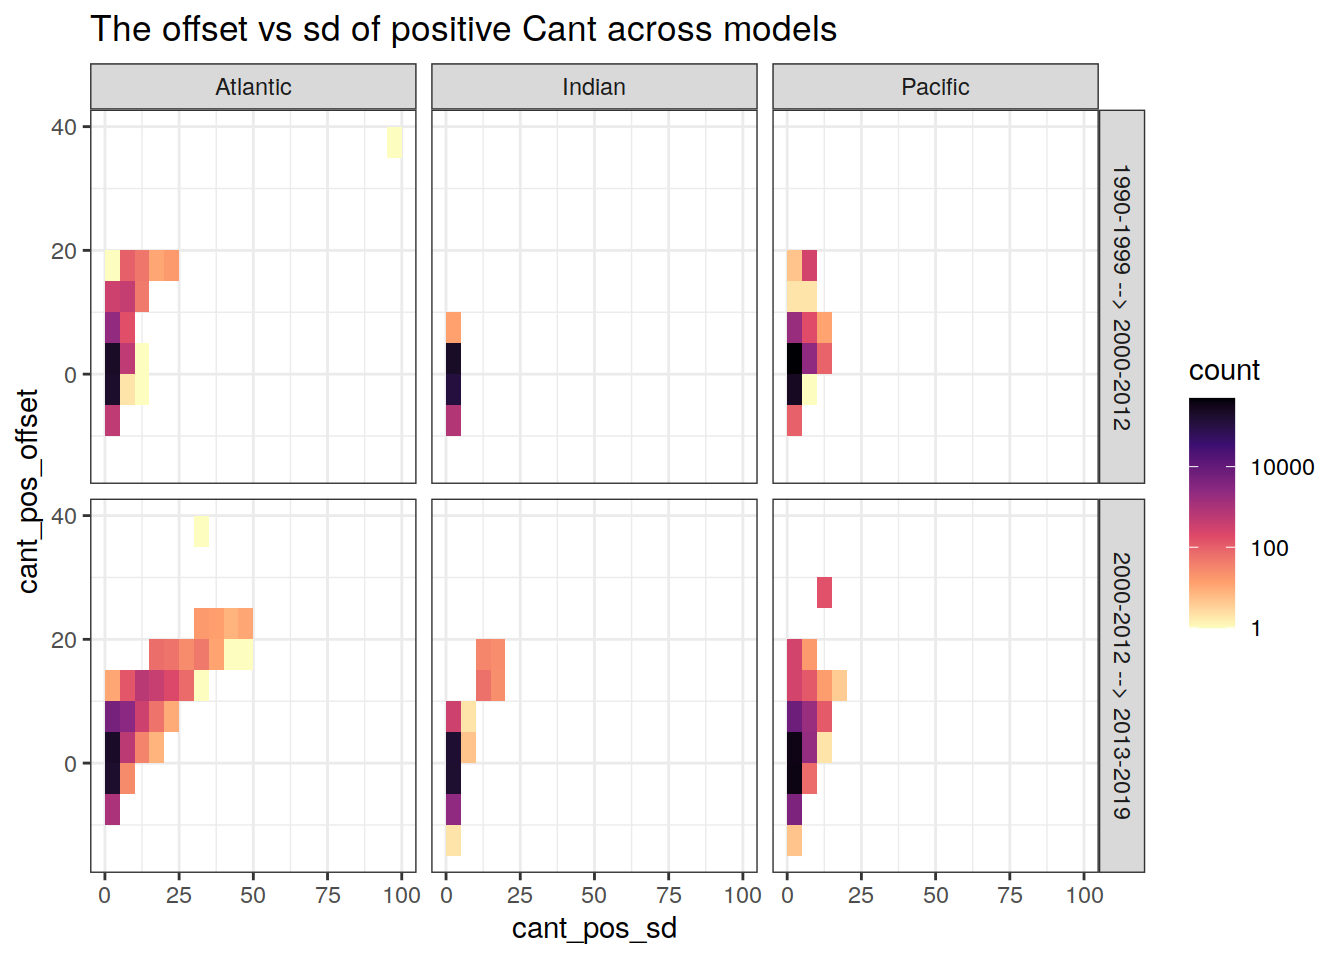 The offset vs sd of positive Cant across models
Atlantic
Indian
Pacific
40
20
0
1990-1999 --> 2000-2012
40
20
0
2000-2012 --> 2013-2019
cant_pos_offset
0
25
50
75
100
0
25
50
75
100
0
25
50
75
100
cant_pos_sd
count
10000
100
1